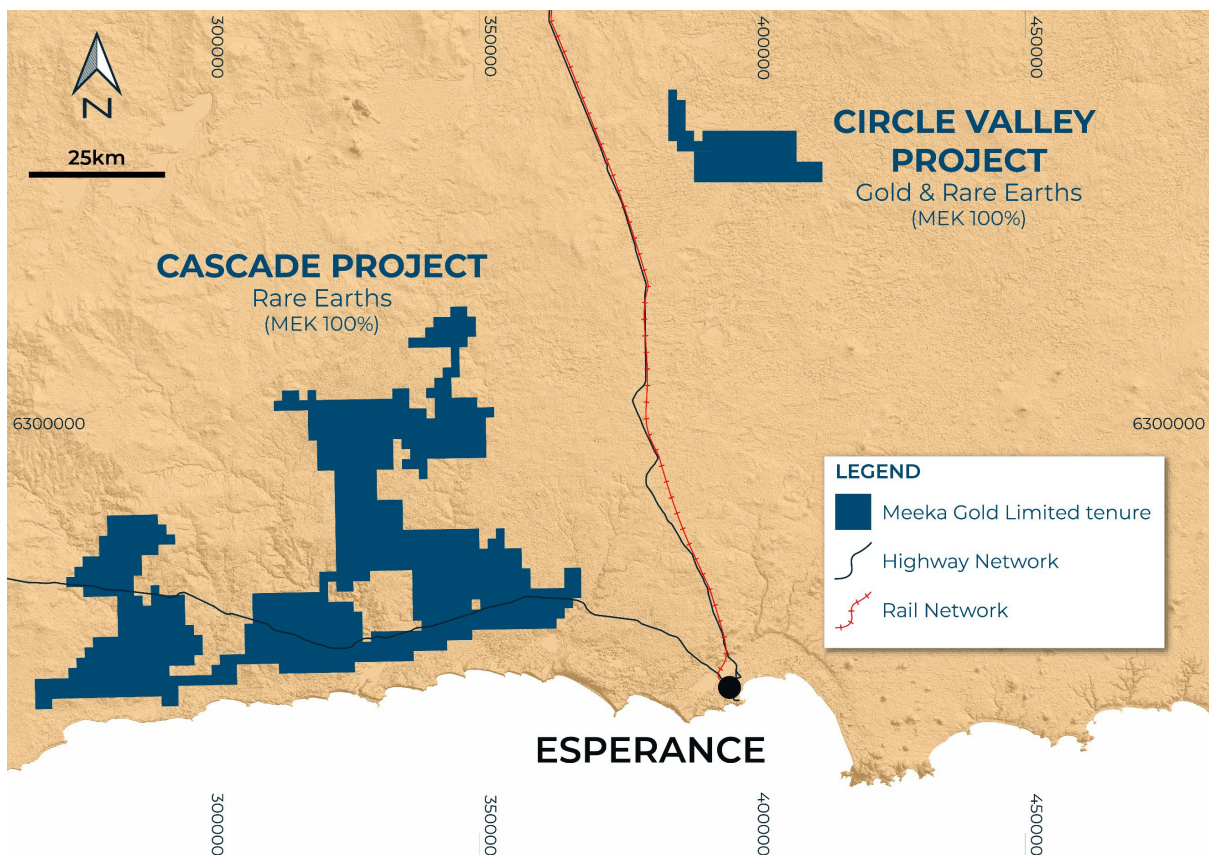 300000
350000
400000
450000
N
25km
CIRCLE VALLEY
PROJECT
Gold & Rare Earths
(MEK 100%)
CASCADE PROJECT
Rare Earths
(MEK 100%)
6300000
6300000
LEGEND
Meeka Gold Limited tenure
Highway Network
Rail Network
ESPERANCE
300000
350000
400000
450000